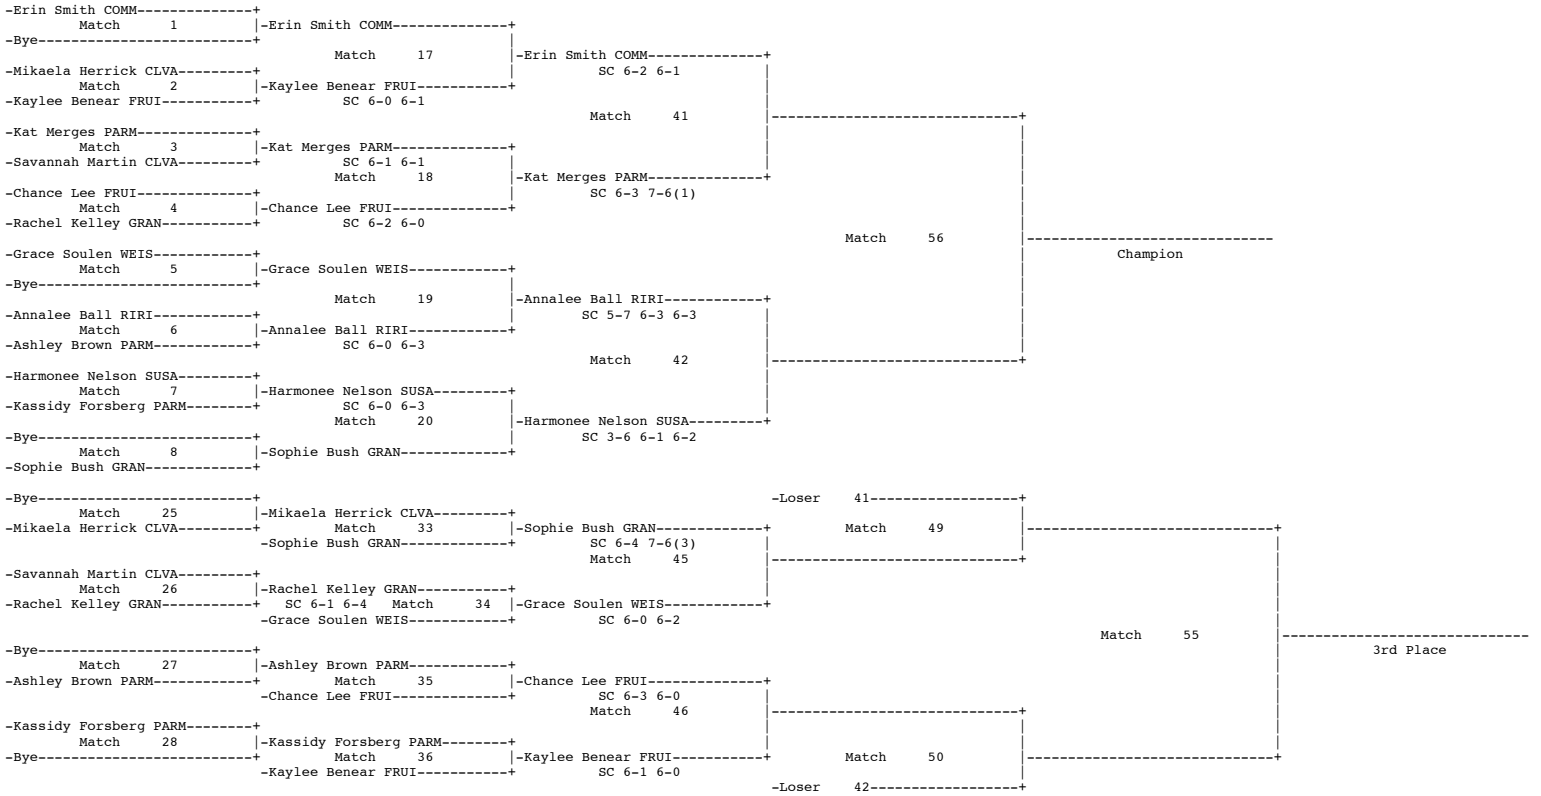 -Erin Smith COMM--------------+
Match 1 |-Erin Smith COMM--------------+
-Bye--------------------------+ |
Match 17 |-Erin Smith COMM--------------+
-Mikaela Herrick CLVA---------+ | SC 6-2 6-1 |
Match 2 |-Kaylee Benear FRUI-----------+ |
-Kaylee Benear FRUI-----------+ SC 6-0 6-1 |
Match 41 |------------------------------+
-Kat Merges PARM--------------+ | |
Match 3 |-Kat Merges PARM--------------+ | |
-Savannah Martin CLVA---------+ SC 6-1 6-1 | | |
Match 18 |-Kat Merges PARM--------------+ |
-Chance Lee FRUI--------------+ | SC 6-3 7-6(1) |
Match 4 |-Chance Lee FRUI--------------+ |
-Rachel Kelley GRAN-----------+ SC 6-2 6-0 |
Match 56 |------------------------------
-Grace Soulen WEIS------------+ | Champion
Match 5 |-Grace Soulen WEIS------------+ |
-Bye--------------------------+ | |
Match 19 |-Annalee Ball RIRI------------+ |
-Annalee Ball RIRI------------+ | SC 5-7 6-3 6-3 | |
Match 6 |-Annalee Ball RIRI------------+ | |
-Ashley Brown PARM------------+ SC 6-0 6-3 | |
Match 42 |------------------------------+
-Harmonee Nelson SUSA---------+ |
Match 7 |-Harmonee Nelson SUSA---------+ |
-Kassidy Forsberg PARM--------+ SC 6-0 6-3 | |
Match 20 |-Harmonee Nelson SUSA---------+
-Bye--------------------------+ | SC 3-6 6-1 6-2
Match 8 |-Sophie Bush GRAN-------------+
-Sophie Bush GRAN-------------+
-Bye--------------------------+ -Loser 41------------------+
Match 25 |-Mikaela Herrick CLVA---------+ |
-Mikaela Herrick CLVA---------+ Match 33 |-Sophie Bush GRAN-------------+ Match 49 |------------------------------+
-Sophie Bush GRAN-------------+ SC 6-4 7-6(3) | | |
Match 45 |------------------------------+ |
-Savannah Martin CLVA---------+ | |
Match 26 |-Rachel Kelley GRAN-----------+ | |
-Rachel Kelley GRAN-----------+ SC 6-1 6-4 Match 34 |-Grace Soulen WEIS------------+ |
-Grace Soulen WEIS------------+ SC 6-0 6-2 |
Match 55 |------------------------------
-Bye--------------------------+ | 3rd Place
Match 27 |-Ashley Brown PARM------------+ |
-Ashley Brown PARM------------+ Match 35 |-Chance Lee FRUI--------------+ |
-Chance Lee FRUI--------------+ SC 6-3 6-0 | |
Match 46 |------------------------------+ |
-Kassidy Forsberg PARM--------+ | | |
Match 28 |-Kassidy Forsberg PARM--------+ | | |
-Bye--------------------------+ Match 36 |-Kaylee Benear FRUI-----------+ Match 50 |------------------------------+
-Kaylee Benear FRUI-----------+ SC 6-1 6-0 |
-Loser 42------------------+